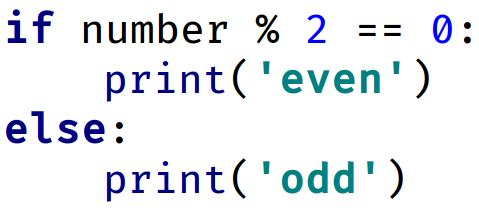 if number % 2 == 0:
    print('even')
else:
    print('odd')